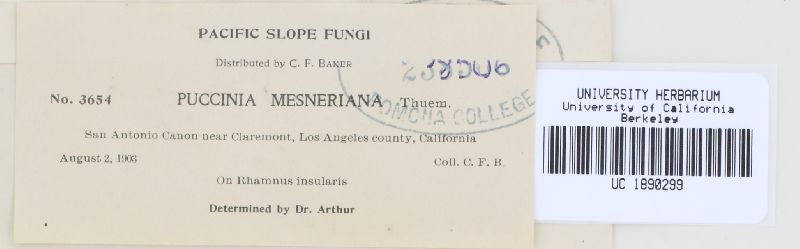 PACIFIC SLOPE FUNGI
Distributed by C. F. BAKER
No. 3654 PUCCINIA MESNERIANA Thuem.
San Antonio Canon near Claremont, Los Angeles county, California
August 2, 1903 Coll. C. F. B.
On Rhamnus insularis
Determined by Dr. Arthur
POMONA COLLEGE
UNIVERSITY HERBARIUM
University of California
Berkeley
UC 1890299